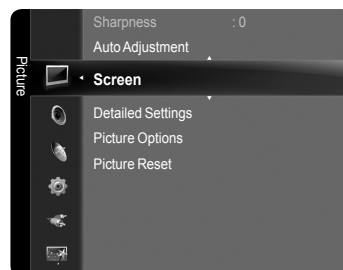 Picture
Sharpness : 0
Auto Adjustment
Screen
Detailed Settings
Picture Options
Picture Reset